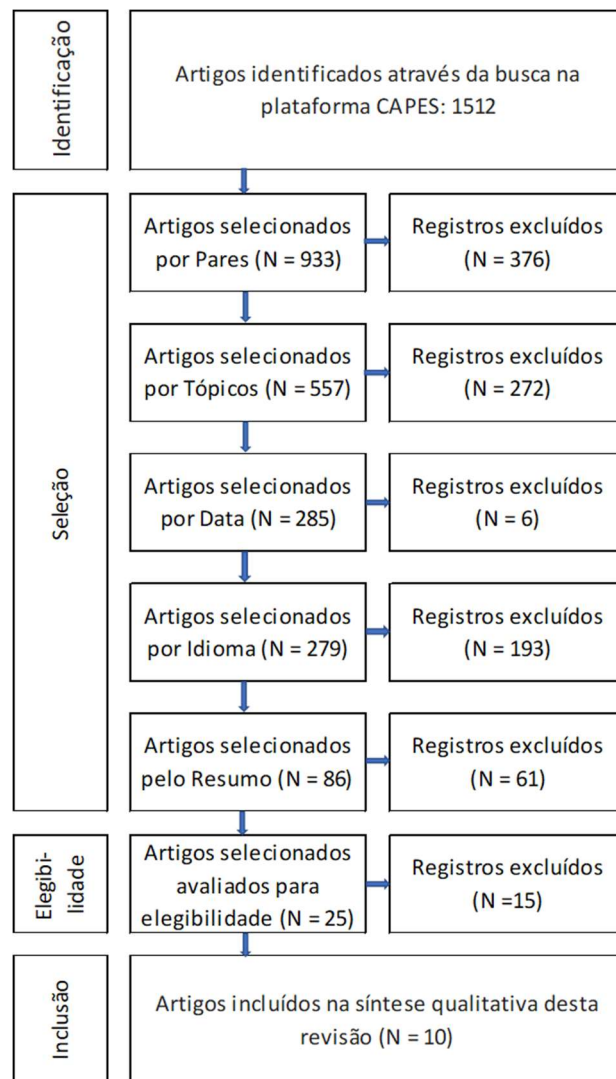 Identificação
Artigos identificados através da busca na
plataforma CAPES: 1512
Seleção
Artigos selecionados
por Pares (N = 933)
Registros excluídos
(N = 376)
Artigos selecionados
por Tópicos (N = 557)
Registros excluídos
(N = 272)
Artigos selecionados
por Data (N = 285)
Registros excluídos
(N = 6)
Artigos selecionados
por Idioma (N = 279)
Registros excluídos
(N = 193)
Artigos selecionados
pelo Resumo (N = 86)
Registros excluídos
(N = 61)
Elegibi-
lidade
Artigos selecionados
avaliados para
elegibilidade (N = 25)
Registros excluídos
(N =15)
Inclusão
Artigos incluídos na síntese qualitativa desta
revisão (N = 10)